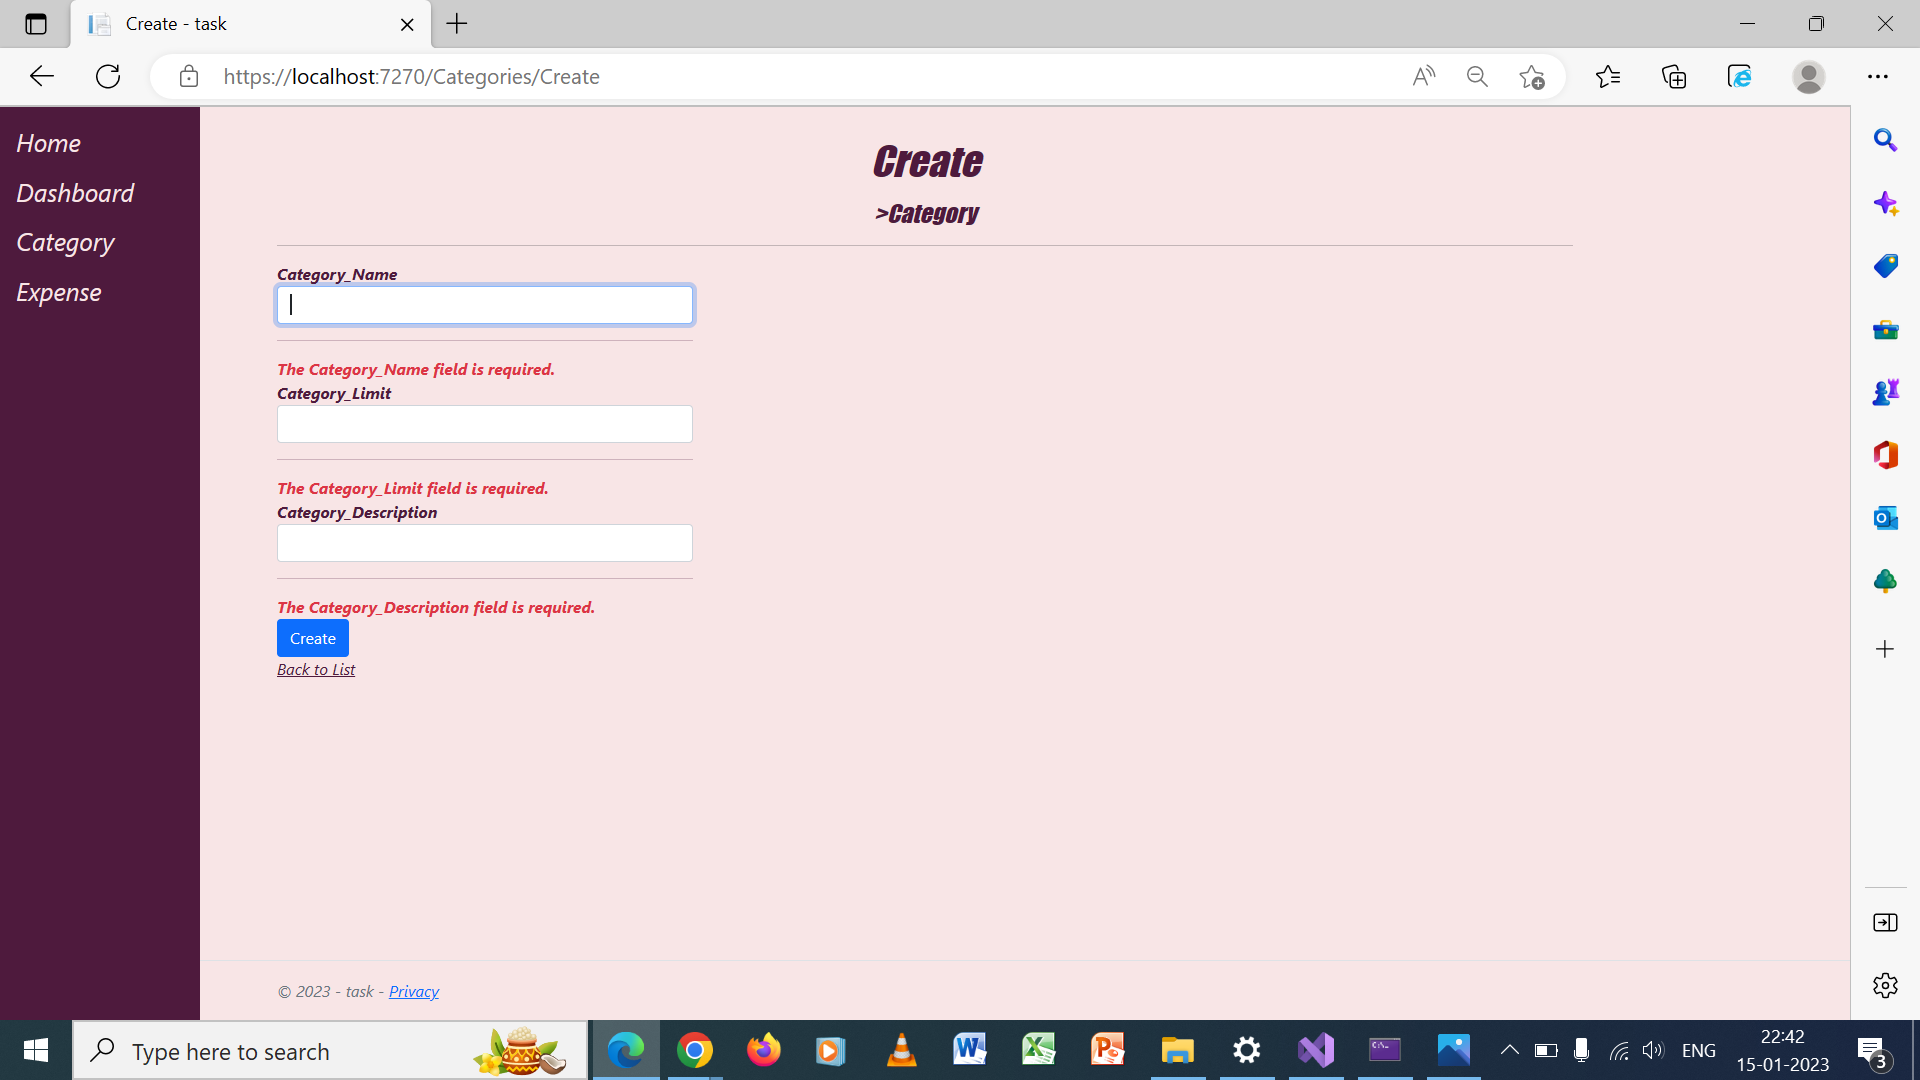 Create - task
https://localhost:7270/Categories/Create
Home
Dashboard
Category
Expense
Create
>Category
Category_Name
The Category_Name field is required.
Category_Limit
The Category_Limit field is required.
Category_Description
The Category_Description field is required.
Create
Back to List
© 2023 - task - Privacy
Type here to search
ENG
22:42
15-01-2023
3